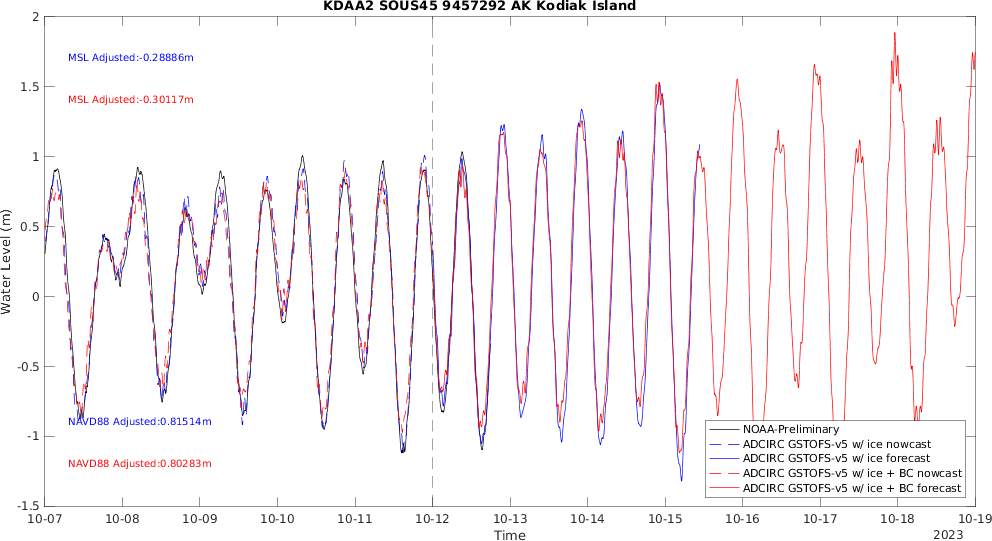 KDAA2 SOUS45 9457292 AK Kodiak Island
2
1.5
1
0.5
0
-0.5
-1
-1.5
Water Level (m)
MSL Adjusted:-0.28886m
MSL Adjusted:-0.30117m
NAVD88 Adjusted:0.81514m
NAVD88 Adjusted:0.80283m
NOAA-Preliminary
ADCIRC GSTOFS-v5 w/ ice nowcast
ADCIRC GSTOFS-v5 w/ ice forecast
ADCIRC GSTOFS-v5 w/ ice + BC nowcast
ADCIRC GSTOFS-v5 w/ ice + BC forecast
10-07 10-08 10-09 10-10 10-11 10-12 10-13 10-14 10-15 10-16 10-17 10-18 10-19
Time
2023